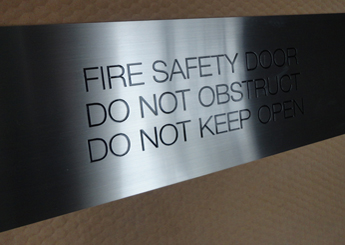 FIRE SAFETY DOOR
DO NOT OBSTRUCT
DO NOT KEEP OPEN